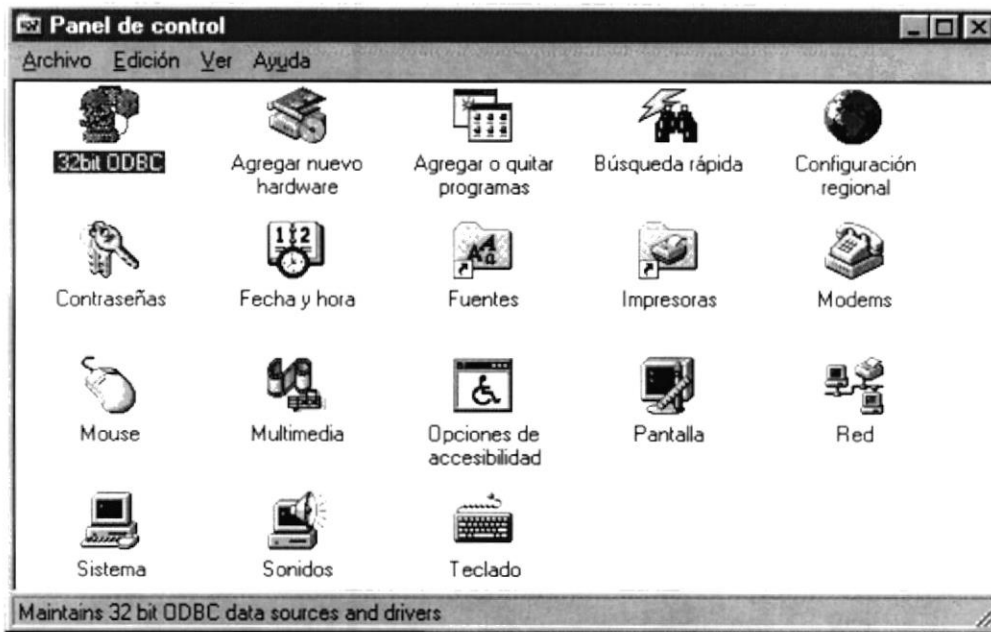 Panel de control
Archivo Edición Ver Ayuda
32bit ODBC
Agregar nuevo
hardware
Agregar o quitar
programas
Búsqueda rápida
Configuración
regional
Contraseñas
Fecha y hora
Fuentes
Impresoras
Modems
Mouse
Multimedia
Opciones de
accesibilidad
Pantalla
Red
Sistema
Sonidos
Teclado
Maintains 32 bit ODBC data sources and drivers